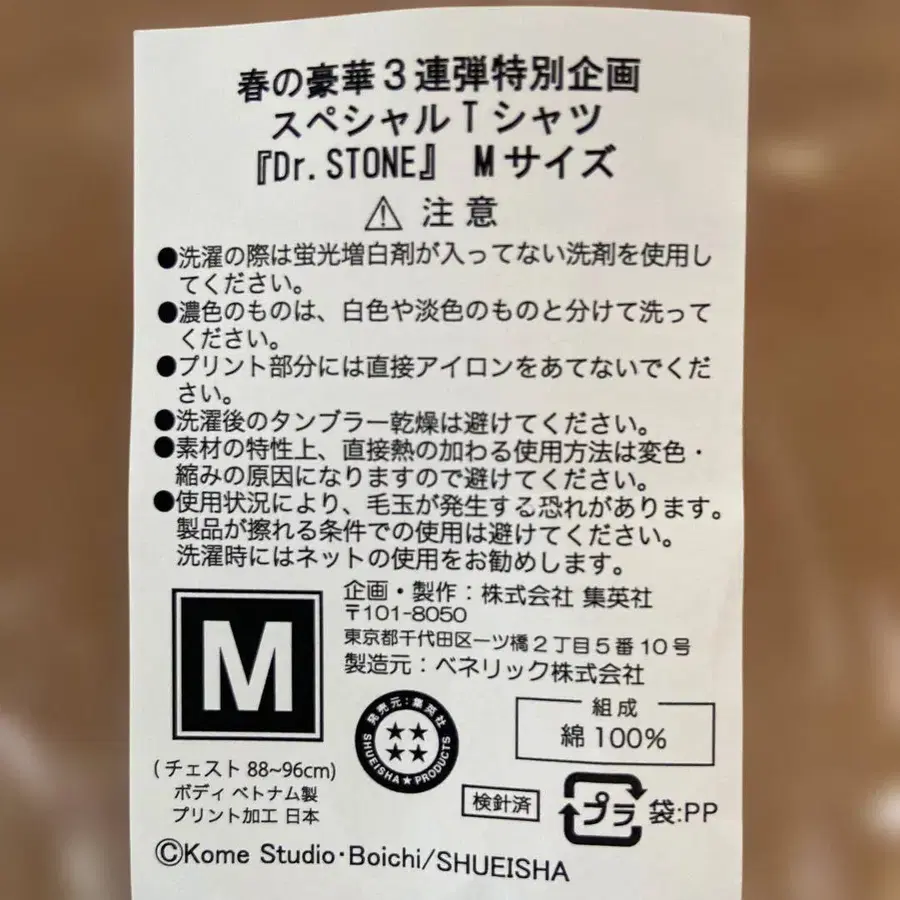 春の豪華3連弾特別企画
スペシャルTシャツ
『Dr.STONE』 Mサイズ
⚠ 注意
●洗濯の際は蛍光増白剤が入ってない洗剤を使用し
てください。
●濃色のものは、白色や淡色のものと分けて洗って
ください。
●プリント部分には直接アイロンをあてないでくだ
さい。
●洗濯後のタンブラー乾燥は避けてください。
●素材の特性上、直接熱の加わる使用方法は変色・
縮みの原因になりますので避けてください。
●使用状況により、毛玉が発生する恐れがあります。
製品が擦れる条件での使用は避けてください。
洗濯時にはネットの使用をお勧めします。
M
(チェスト 88~96cm)
ボディ ベトナム製
プリント加工 日本
企画・製作:株式会社 集英社
〒101-8050
東京都千代田区一ツ橋2丁目5番10号
製造元:ベネリック株式会社
発売元:集英社
SHUEISHA★PRODUCTS
組成
綿 100%
検針済
プラ 袋:PP
©Kome Studio・Boichi/SHUEISHA